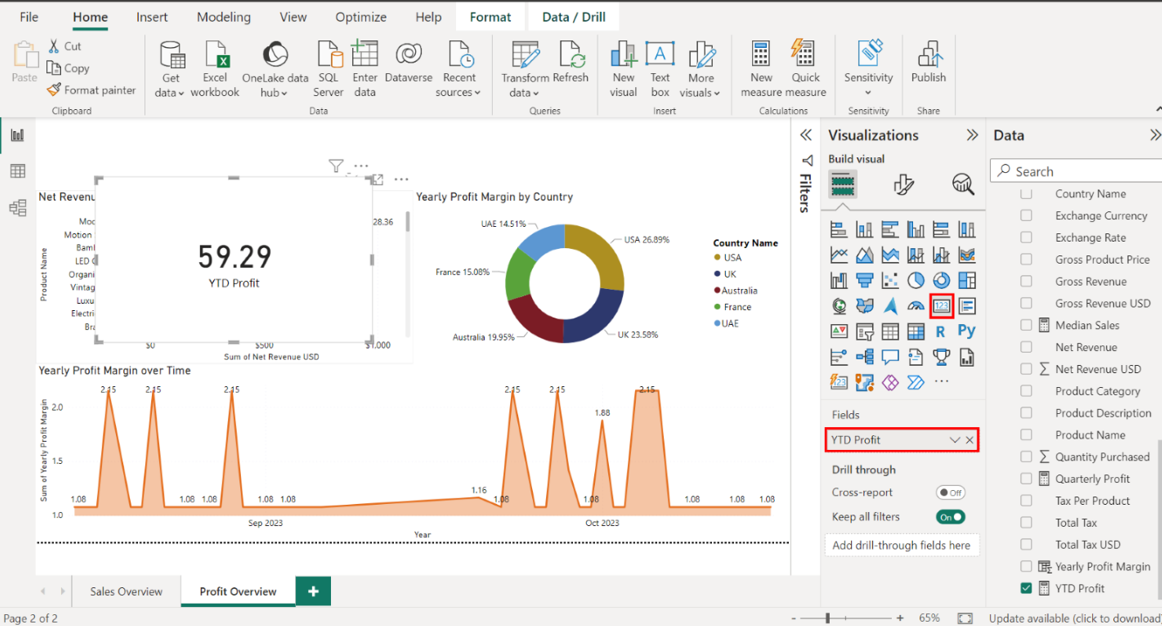 File Home Insert Modeling View Optimize Help Format Data / Drill
Paste
Cut
Copy
Format painter
Clipboard
Get data
Excel workbook
OneLake data hub
SQL Server
Enter data
Dataverse
Recent sources
Data
Transform data
Refresh
Queries
New visual
A
Text box
More visuals
Insert
New measure
Quick measure
Calculations
Sensitivity
Sensitivity
Publish
Share
Net Revenu
Product Name
Motion
LED
Organi
Vintag
Luxu
Electri
28.36
59.29
YTD Profit
$0 $500 $1,000
Sum of Net Revenue USD
Yearly Profit Margin by Country
UAE 14.51%
USA 26.89%
France 15.08%
Australia 19.95%
UK 23.58%
Country Name
USA
UK
Australia
France
UAE
Yearly Profit Margin over Time
Sum of Yearly Profit Margin
2.0
1.5
1.0
2.15 2.15 2.15 2.15 2.15 2.15
1.88
1.08 1.08 1.08 1.08 1.08 1.16 1.08 1.08 1.08 1.08 1.08
Sep 2023 Oct 2023
Year
Filters
Visualizations
Build visual
123
R
Py
123
Fields
YTD Profit
Drill through
Cross-report Off
Keep all filters On
Add drill-through fields here
Data
Search
Country Name
Exchange Currency
Exchange Rate
Gross Product Price
Gross Revenue
Gross Revenue USD
Median Sales
Net Revenue
Net Revenue USD
Product Category
Product Description
Product Name
Quantity Purchased
Quarterly Profit
Tax Per Product
Total Tax
Total Tax USD
Yearly Profit Margin
YTD Profit
Sales Overview Profit Overview +
Page 2 of 2
- + 65%
Update available (click to download)